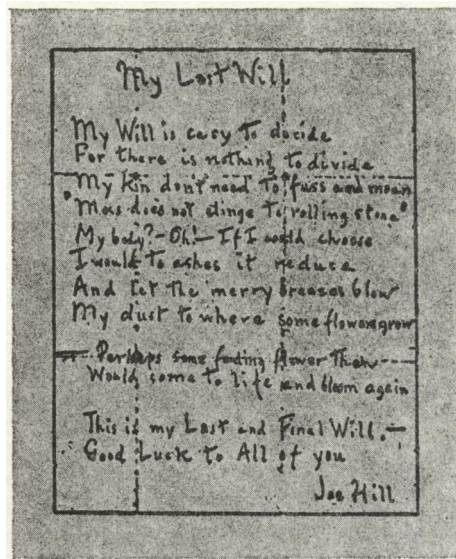 My Last Will
My Will is easy to decide
For there is nothing to divide
My kin don't need to fuss and moan
"Moss does not clinge to rolling stone"
My body? - Oh! - If I could choose
I would to ashes it reduce
And let the merry breezes blow
My dust to where some flowers grow
Perhaps some fading flower then
Would come to life and bloom again
This is my Last and Final Will. -
Good Luck to All of you
Joe Hill